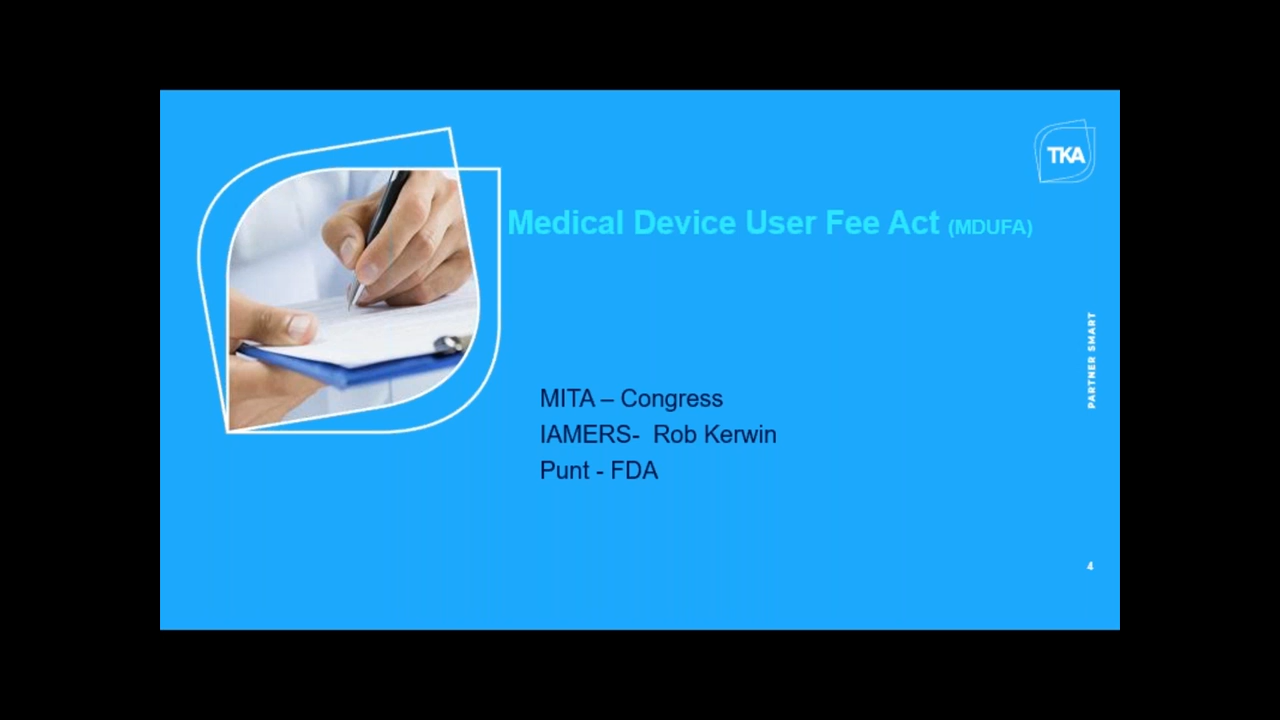 TKA
Medical Device User Fee Act (MDUFA)
PARTNER SMART
MITA – Congress
IAMERS-  Rob Kerwin
Punt - FDA
4